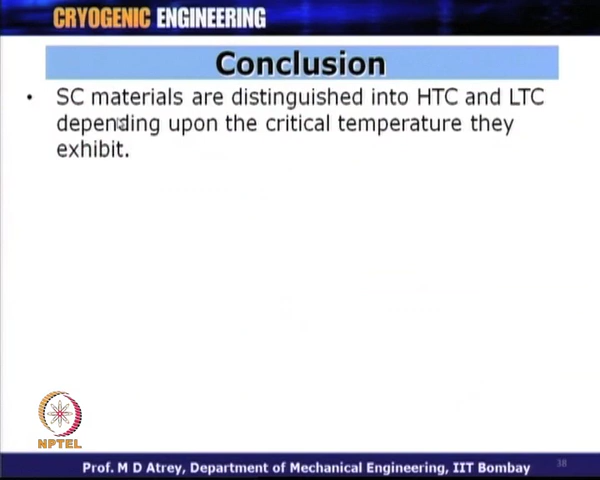 CRYOGENIC ENGINEERING
Conclusion
• SC materials are distinguished into HTC and LTC
depending upon the critical temperature they
exhibit.
NPTEL
Prof. M D Atrey, Department of Mechanical Engineering, IIT Bombay
38